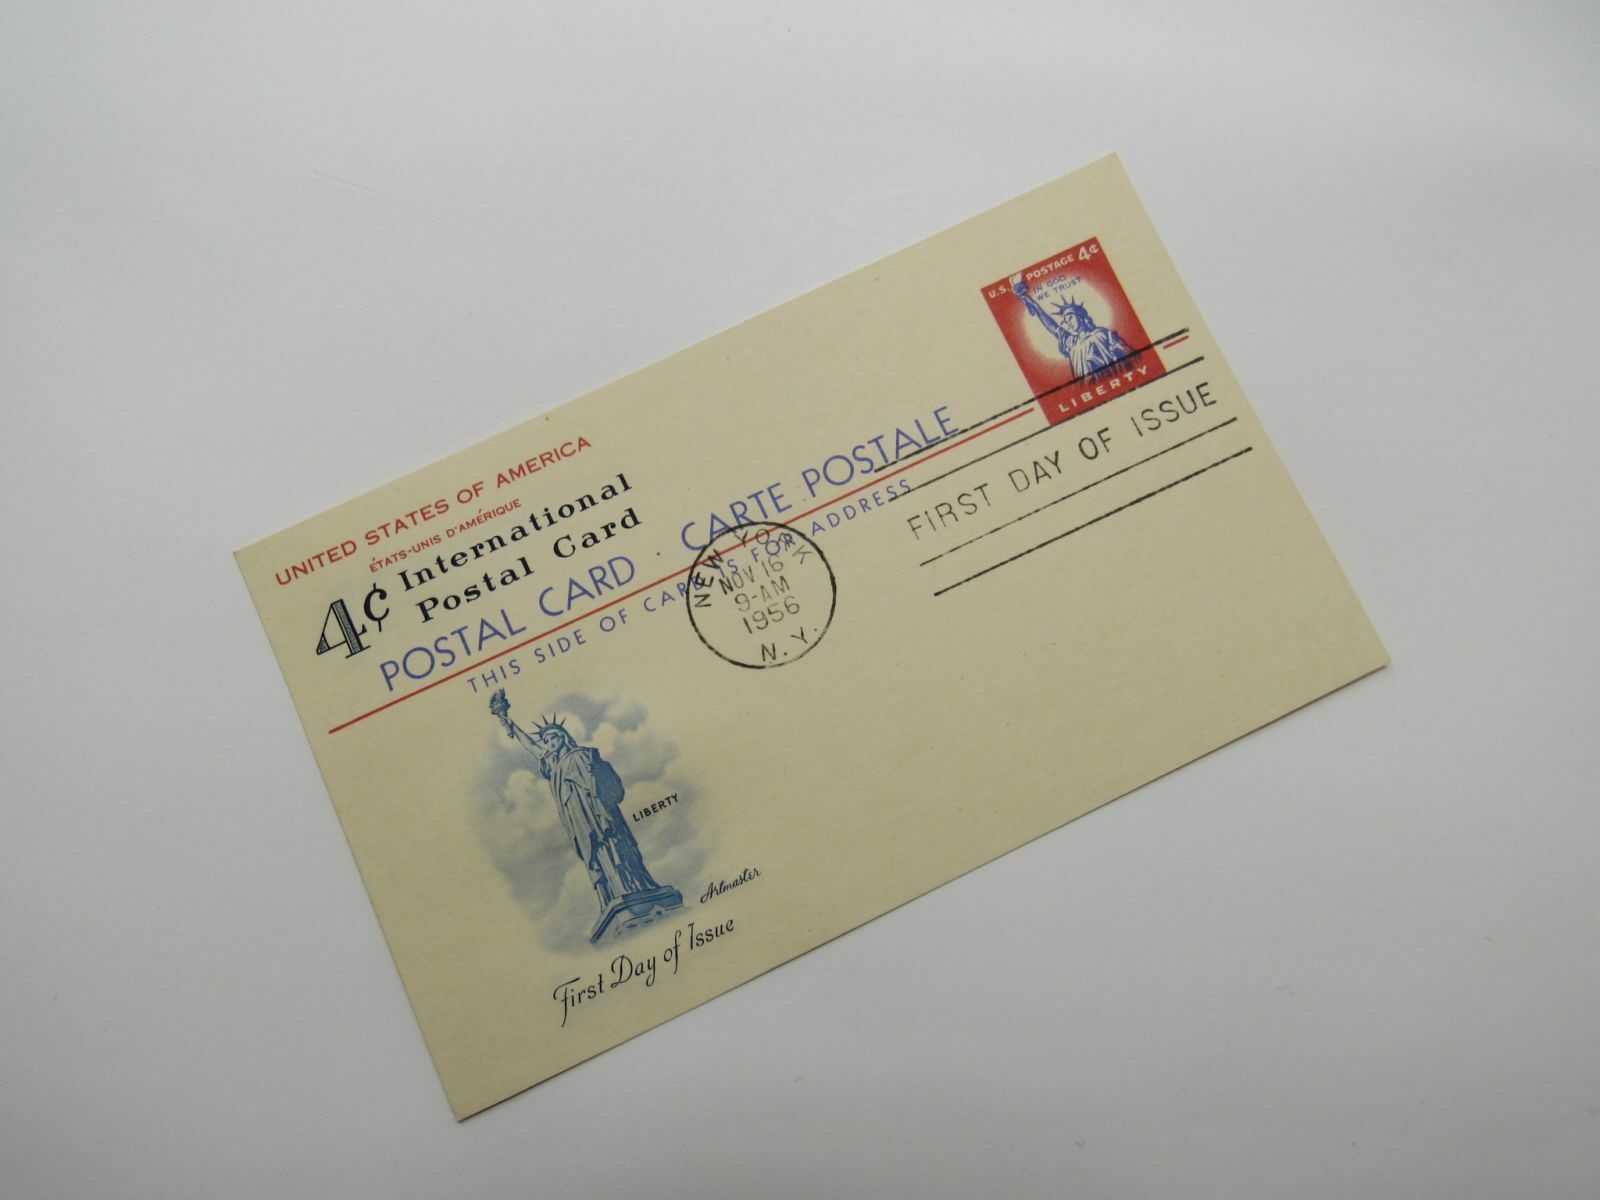 UNITED STATES OF AMERICA
ÉTATS-UNIS D'AMÉRIQUE
4¢ International
Postal Card
POSTAL CARD · CARTE POSTALE
THIS SIDE OF CARD IS FOR ADDRESS
U.S. POSTAGE 4¢
IN GOD
WE TRUST
LIBERTY
FIRST DAY OF ISSUE
NEW YORK
NOV 16
9-AM
1956
N.Y.
LIBERTY
Artmaster
First Day of Issue